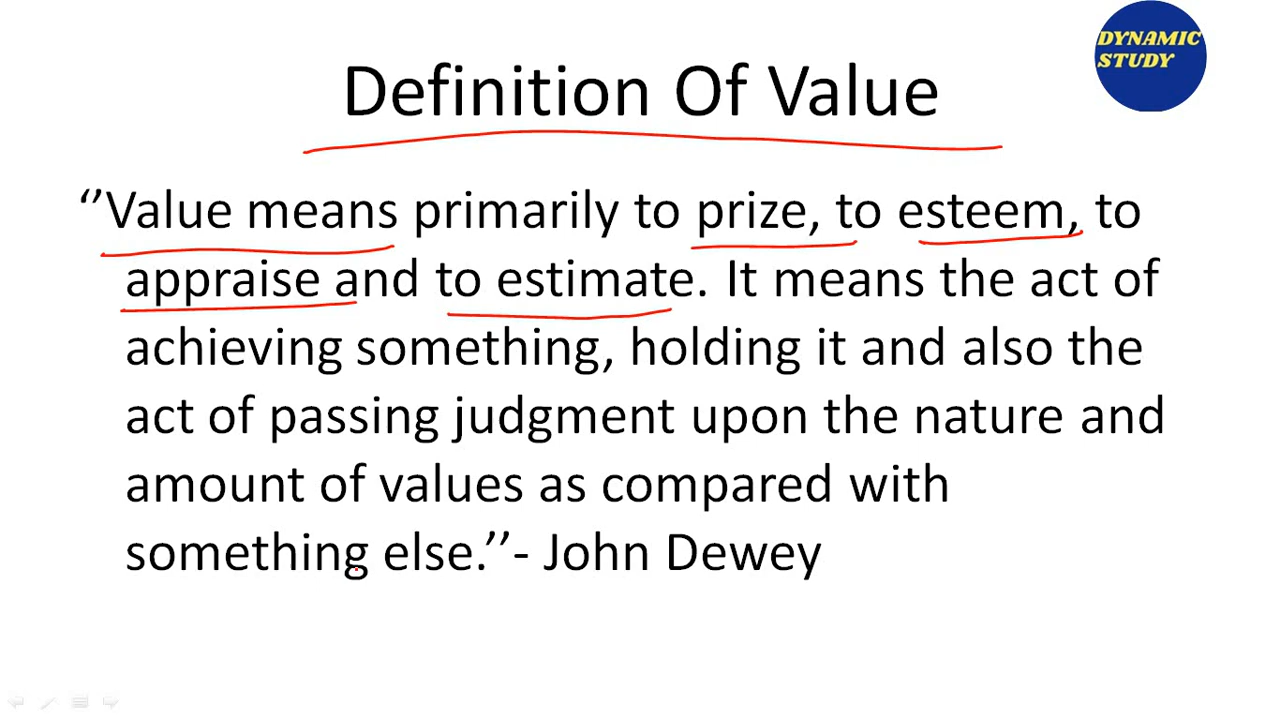 DYNAMIC
STUDY
Definition Of Value
‘’Value means primarily to prize, to esteem, to
appraise and to estimate. It means the act of
achieving something, holding it and also the
act of passing judgment upon the nature and
amount of values as compared with
something else.’’- John Dewey